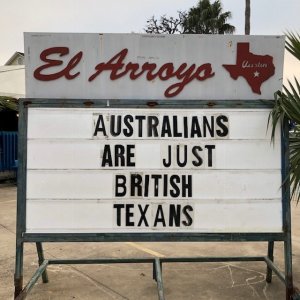 El Arroyo
Austin
AUSTRALIANS
ARE JUST
BRITISH
TEXANS